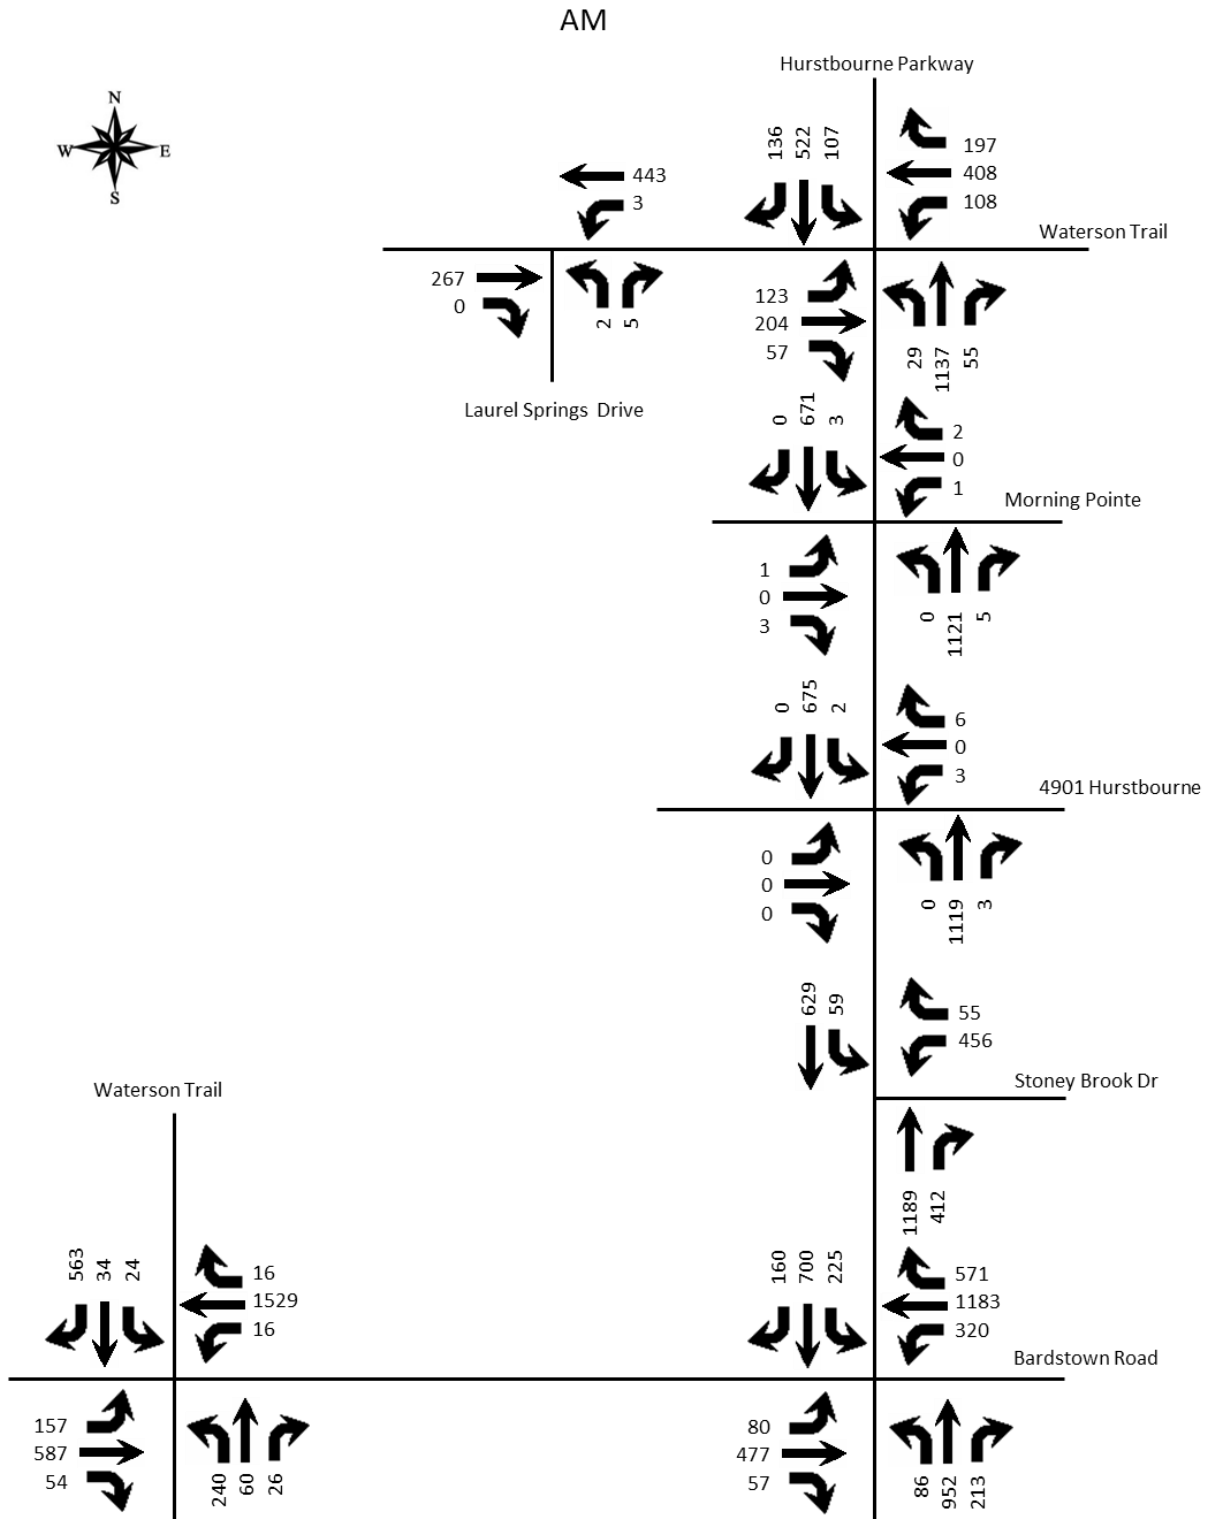 AM
Hurstbourne Parkway
N
W E
S
136 522 107
197
408
108
443
3
Waterson Trail
267
0
2 5
123
204
57
29 1137 55
Laurel Springs Drive
0 671 3
2
0
1
Morning Pointe
1
0
3
0 1121 5
0 675 2
6
0
3
4901 Hurstbourne
0
0
0
0 1119 3
629 59
55
456
Stoney Brook Dr
Waterson Trail
1189 412
563 34 24
16
1529
16
160 700 225
571
1183
320
Bardstown Road
157
587
54
240 60 26
80
477
57
86 952 213